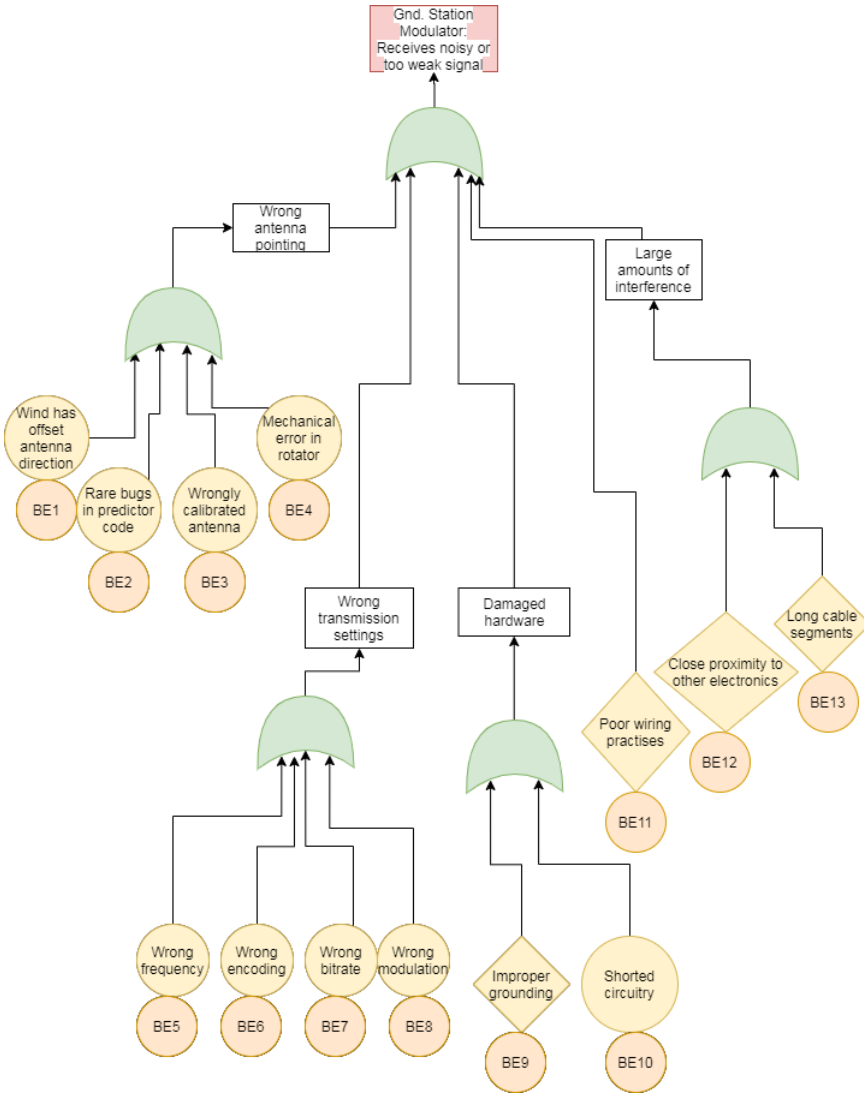 Gnd. Station
Modulator:
Receives noisy or
too weak signal
Wrong
antenna
pointing
Large
amounts of
interference
Wind has
offset
antenna
direction
BE1
Rare bugs
in predictor
code
BE2
Wrongly
calibrated
antenna
BE3
Mechanical
error in
rotator
BE4
Wrong
transmission
settings
Damaged
hardware
Poor wiring
practises
BE11
Close proximity to
other electronics
BE12
Long cable
segments
BE13
Wrong
frequency
BE5
Wrong
encoding
BE6
Wrong
bitrate
BE7
Wrong
modulation
BE8
Improper
grounding
BE9
Shorted
circuitry
BE10